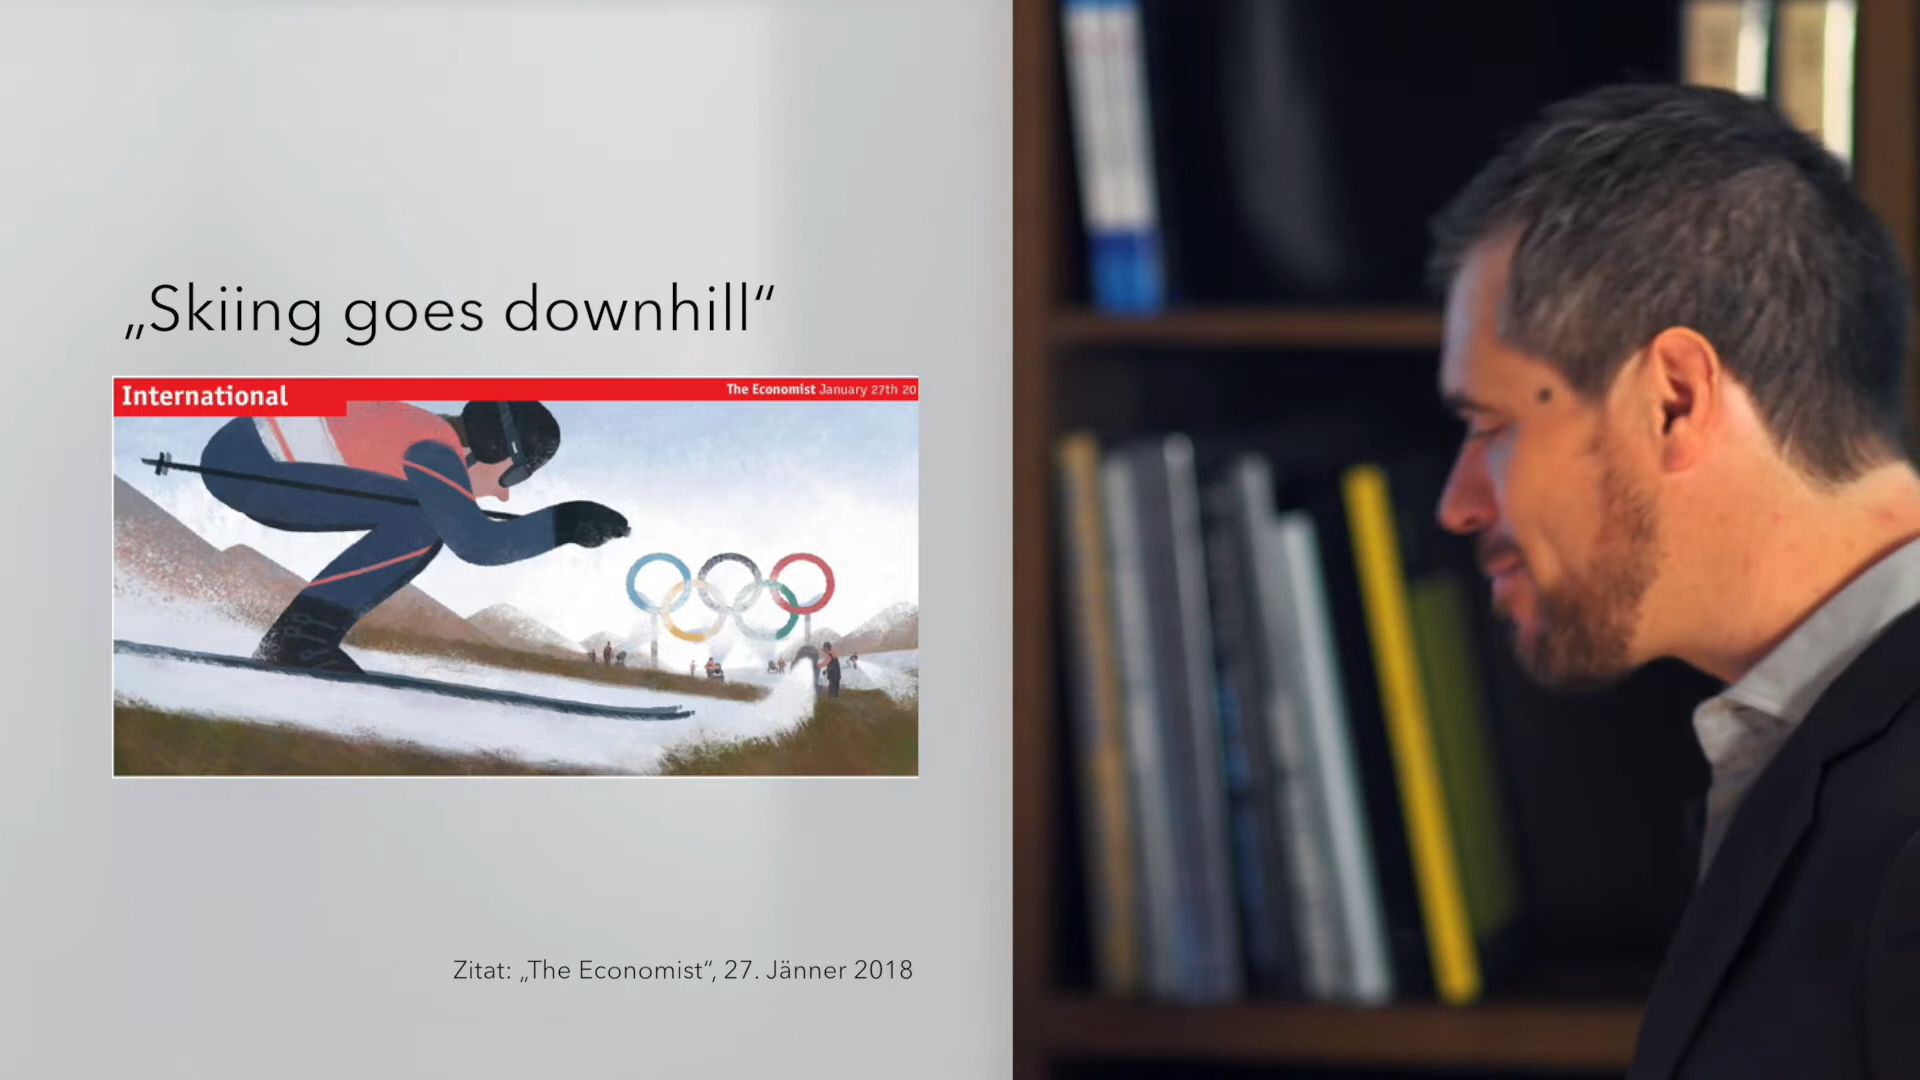 „Skiing goes downhill“
International
The Economist January 27th 20
Zitat: „The Economist“, 27. Jänner 2018